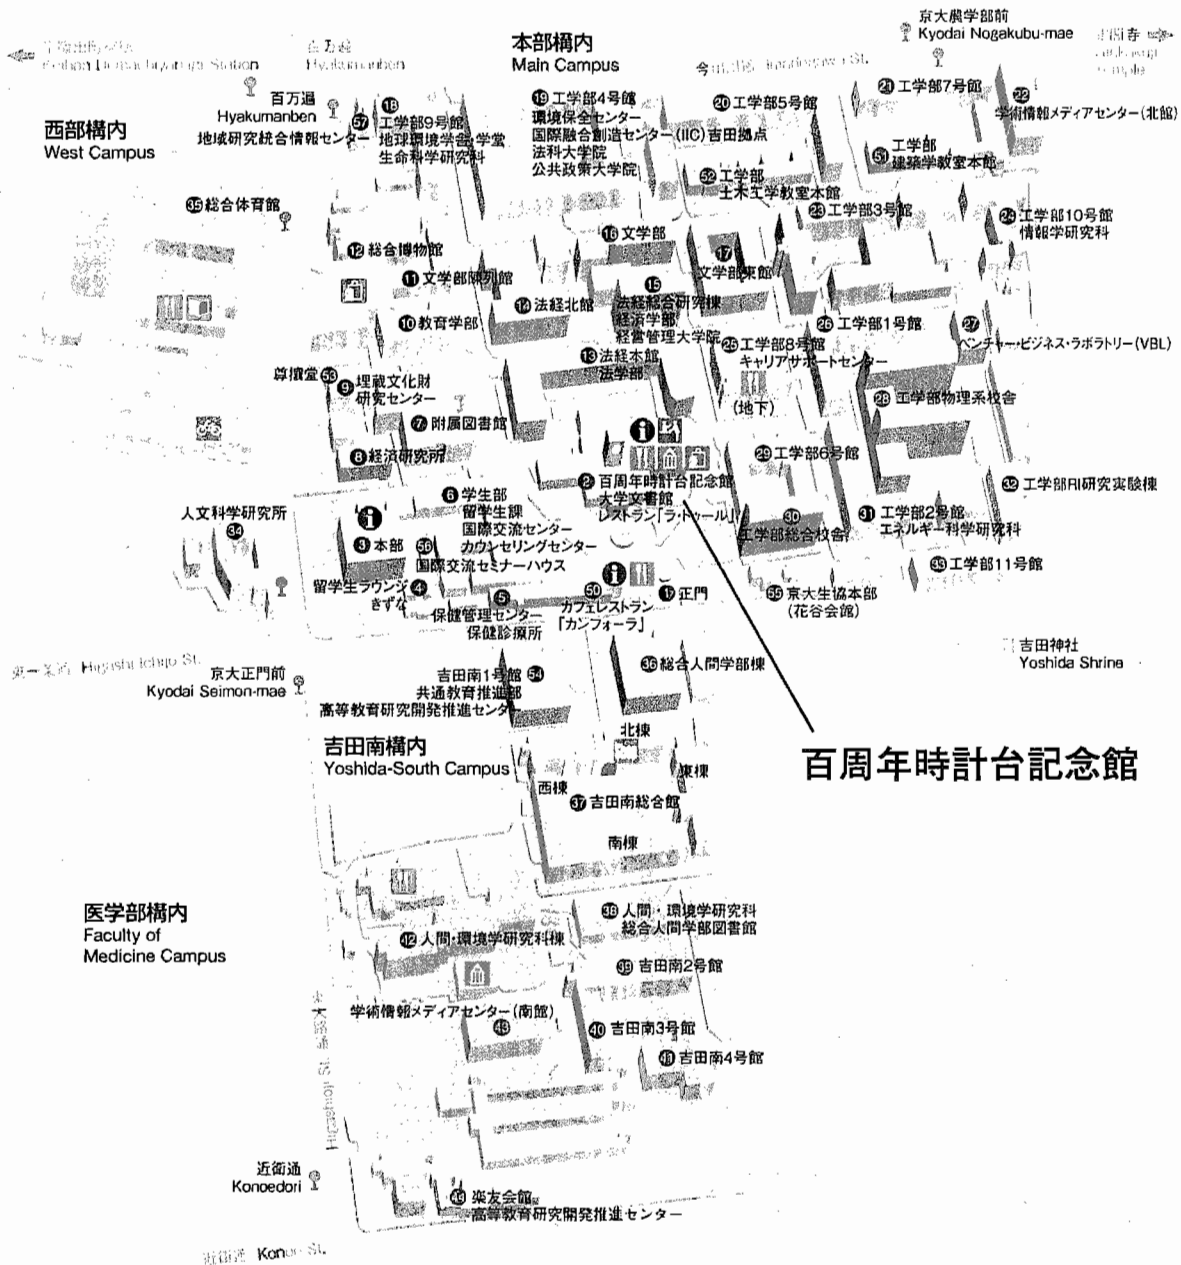 京大農学部前
Kyodai Nogakubu-mae
本部構内
Main Campus
Hyakumanben
百万遍
Hyakumanben
西部構内
West Campus
57
地域研究統合情報センター
18
工学部9号館
地球環境学舎・学堂
生命科学研究科
19 工学部4号館
環境保全センター
国際融合創造センター(IIC)吉田拠点
法科大学院
公共政策大学院
20 工学部5号館
21 工学部7号館
22
学術情報メディアセンター(北館)
51 工学部
建築学教室本館
52 工学部
土木工学教室本館
23 工学部3号館
24 工学部10号館
情報学研究科
35 総合体育館
12 総合博物館
16 文学部
17
文学部東館
11 文学部陳列館
14 法経北館
15
法経総合研究棟
経済学部
経営管理大学院
10 教育学部
26 工学部1号館
27
ベンチャー・ビジネス・ラボラトリー(VBL)
25 工学部8号館
キャリアサポートセンター
(地下)
13 法経本館
法学部
尊攘堂 53
9 埋蔵文化財
研究センター
28 工学部物理系校舎
7 附属図書館
8 経済研究所
29 工学部6号館
2 百周年時計台記念館
大学文書館
レストラン「ラ・トゥール」
32 工学部RI研究実験棟
6 学生部
留学生課
国際交流センター
カウンセリングセンター
人文科学研究所
34
3 本部
56
国際交流セミナーハウス
30
工学部総合校舎
31 工学部2号館
エネルギー科学研究科
33 工学部11号館
留学生ラウンジ 4
きずな
5
保健管理センター
保健診療所
50
カフェレストラン
「カンフォーラ」
1 正門
55 京大生協本部
(花谷会館)
吉田神社
Yoshida Shrine
Higashi Ichijo St.
京大正門前
Kyodai Seimon-mae
吉田南1号館 54
共通教育推進部
高等教育研究開発推進センター
36 総合人間学部棟
吉田南構内
Yoshida-South Campus
北棟
西棟
東棟
37 吉田南総合館
南棟
百周年時計台記念館
医学部構内
Faculty of
Medicine Campus
38 人間・環境学研究科
総合人間学部図書館
42 人間・環境学研究科棟
39 吉田南2号館
学術情報メディアセンター(南館)
43
40 吉田南3号館
41 吉田南4号館
近衛通
Konoedori
楽友会館
高等教育研究開発推進センター
近衛通 Konoe St.